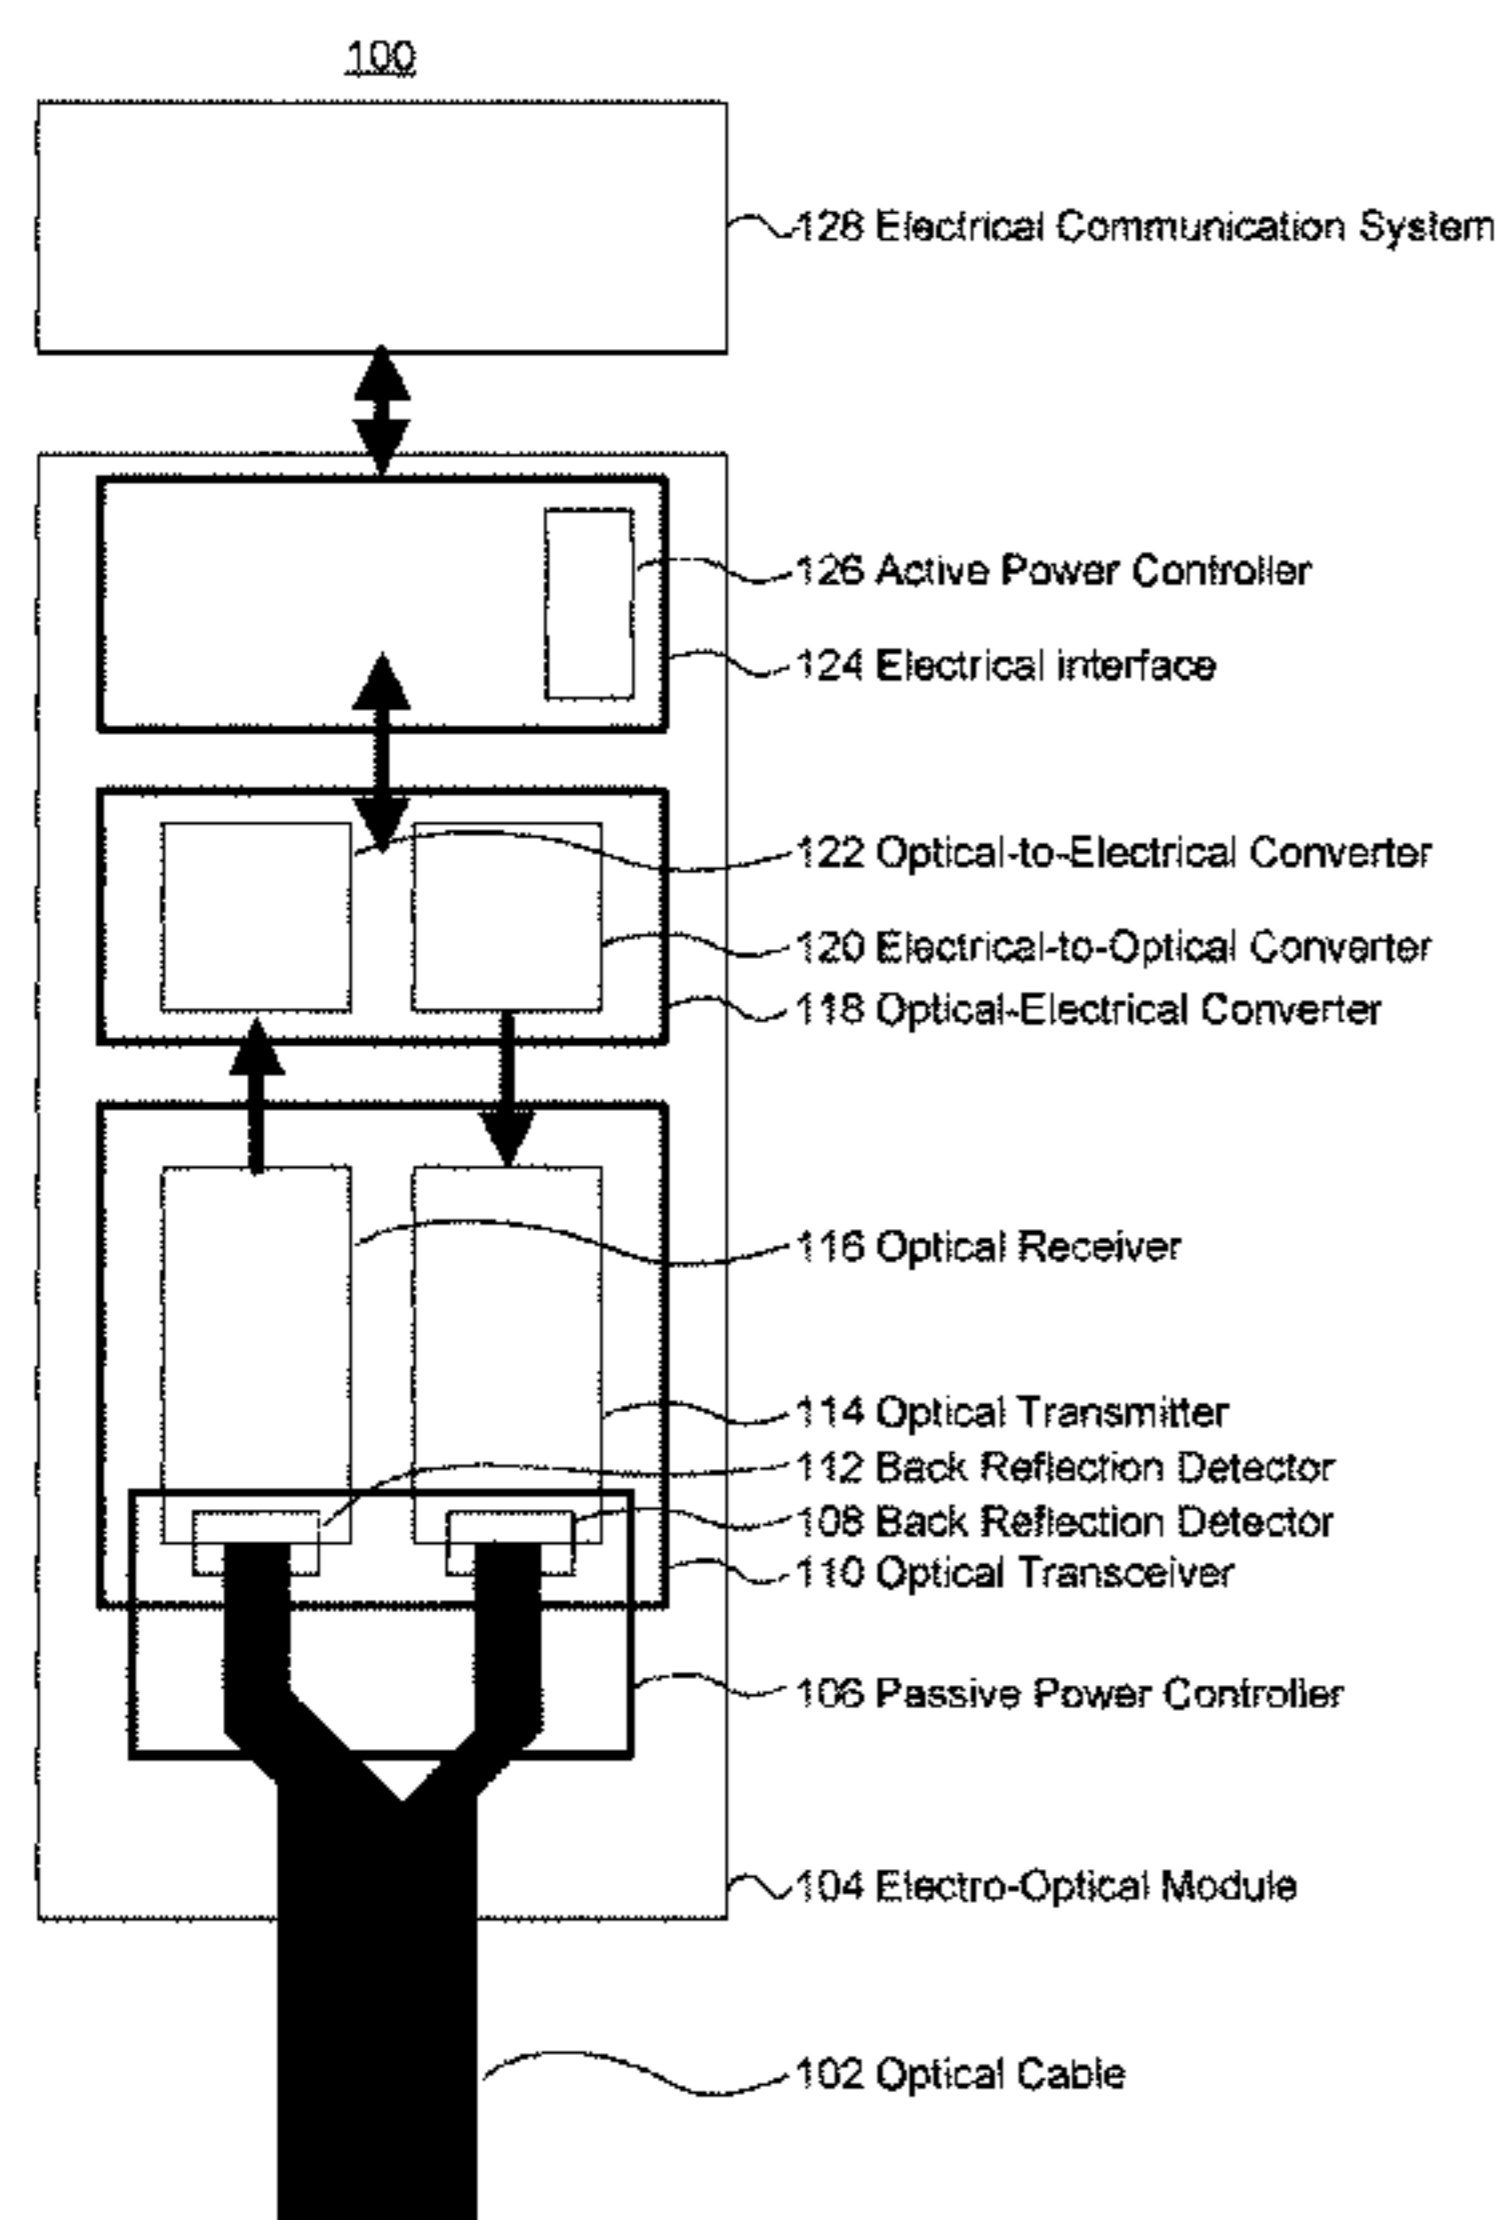 100
128 Electrical Communication System
126 Active Power Controller
124 Electrical interface
122 Optical-to-Electrical Converter
120 Electrical-to-Optical Converter
118 Optical-Electrical Converter
116 Optical Receiver
114 Optical Transmitter
112 Back Reflection Detector
108 Back Reflection Detector
110 Optical Transceiver
106 Passive Power Controller
104 Electro-Optical Module
102 Optical Cable